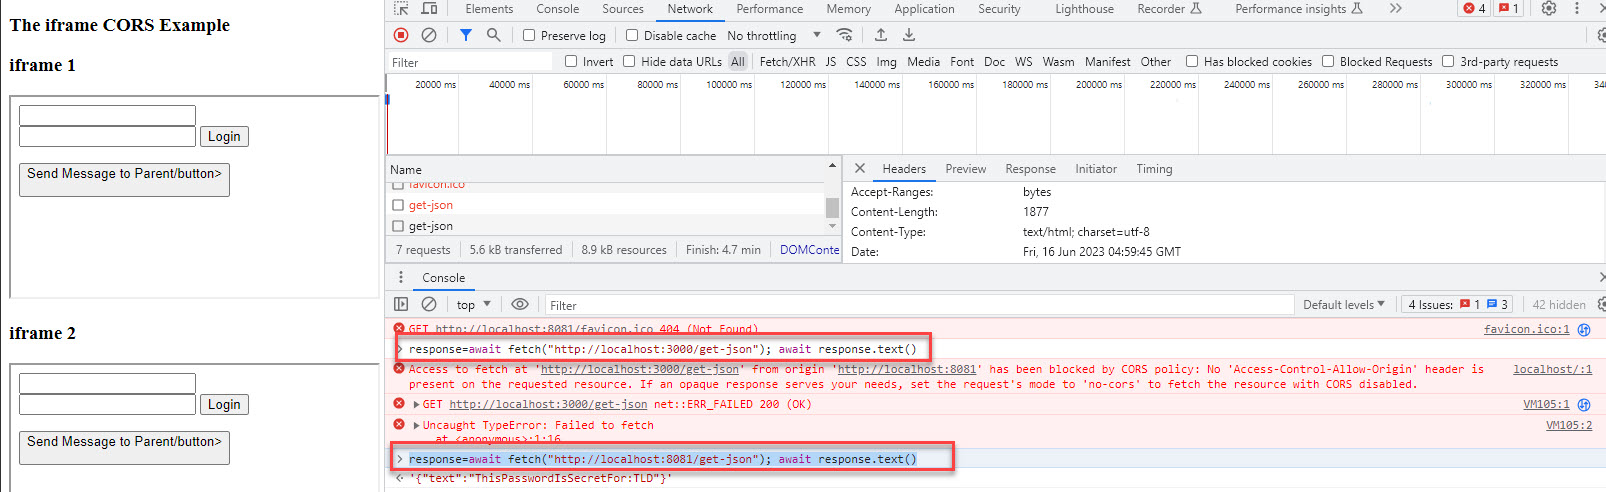 The iframe CORS Example
iframe 1
Login
Send Message to Parent/button>
iframe 2
Login
Send Message to Parent/button>
Elements Console Sources Network Performance Memory Application Security Lighthouse Recorder Performance insights 4 1
Preserve log Disable cache No throttling
Filter Invert Hide data URLs All Fetch/XHR JS CSS Img Media Font Doc WS Wasm Manifest Other Has blocked cookies Blocked Requests 3rd-party requests
20000 ms 40000 ms 60000 ms 80000 ms 100000 ms 120000 ms 140000 ms 160000 ms 180000 ms 200000 ms 220000 ms 240000 ms 260000 ms 280000 ms 300000 ms 320000 ms 340
Name
favicon.ico
get-json
get-json
7 requests 5.6 kB transferred 8.9 kB resources Finish: 4.7 min DOMConte
Headers Preview Response Initiator Timing
Accept-Ranges: bytes
Content-Length: 1877
Content-Type: text/html; charset=utf-8
Date: Fri, 16 Jun 2023 04:59:45 GMT
Console
top Filter Default levels 4 Issues: 1 3 42 hidden
GET http://localhost:8081/favicon.ico 404 (Not Found) favicon.ico:1
response=await fetch("http://localhost:3000/get-json"); await response.text()
Access to fetch at 'http://localhost:3000/get-json' from origin 'http://localhost:8081' has been blocked by CORS policy: No 'Access-Control-Allow-Origin' header is localhost/:1
present on the requested resource. If an opaque response serves your needs, set the request's mode to 'no-cors' to fetch the resource with CORS disabled.
GET http://localhost:3000/get-json net::ERR_FAILED 200 (OK) VM105:1
Uncaught TypeError: Failed to fetch VM105:2
at <anonymous>:1:16
response=await fetch("http://localhost:8081/get-json"); await response.text()
'{"text":"ThisPasswordIsSecretFor:TLD"}'